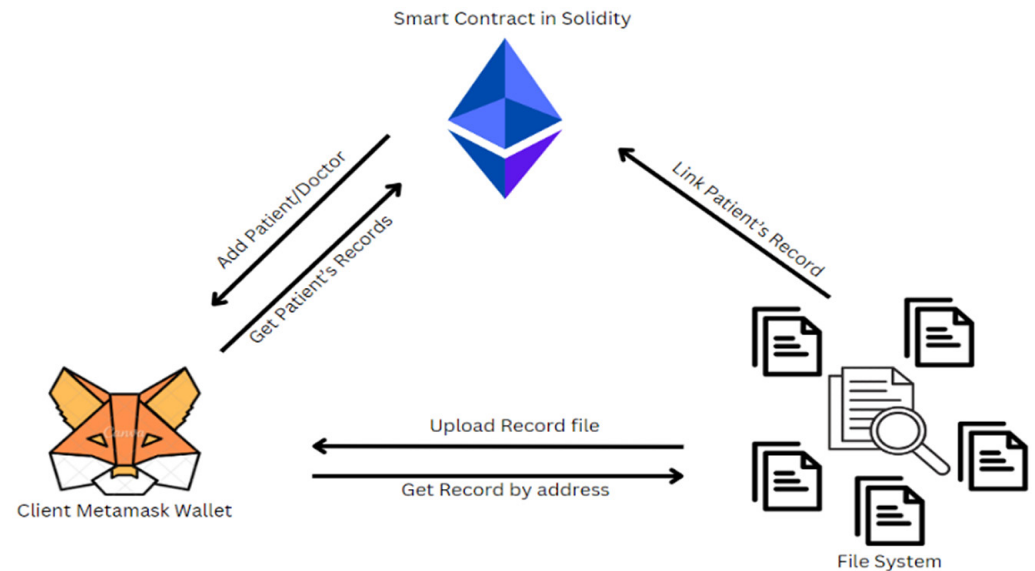 Smart Contract in Solidity
Add Patient/Doctor
Get Patient's Records
Link Patient's Record
Upload Record file
Get Record by address
Canva
Client Metamask Wallet
File System